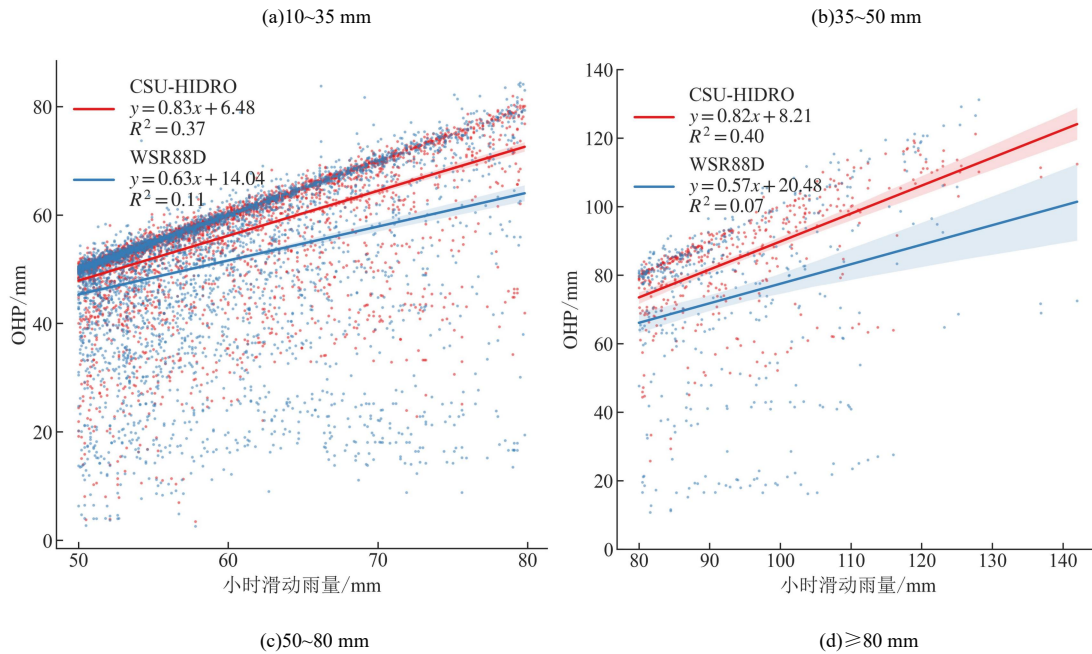 (a)10~35 mm
(b)35~50 mm
CSU-HIDRO
y=0.83x+6.48
R²=0.37
WSR88D
y=0.63x+14.04
R²=0.11
80
60
40
20
0
OHP/mm
50
60
70
80
小时滑动雨量/mm
CSU-HIDRO
y=0.82x+8.21
R²=0.40
WSR88D
y=0.57x+20.48
R²=0.07
140
120
100
80
60
40
20
0
OHP/mm
80
90
100
110
120
130
140
小时滑动雨量/mm
(c)50~80 mm
(d)≥80 mm